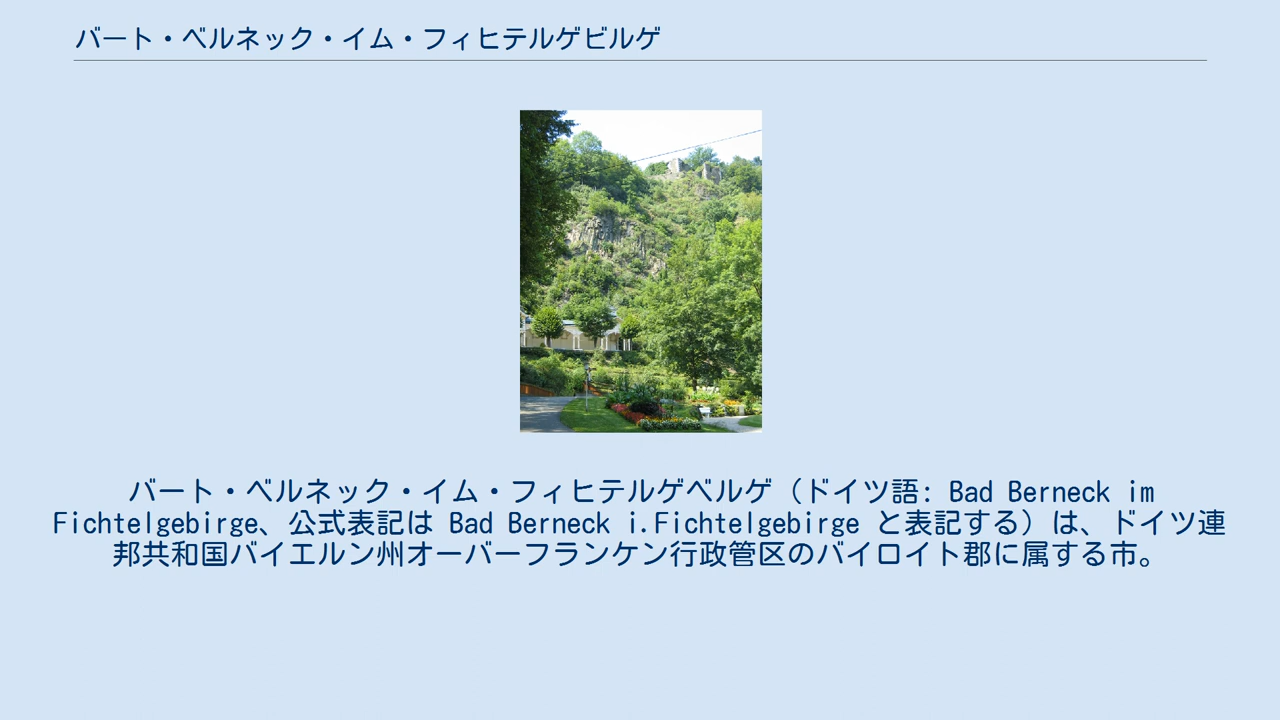 バート・ベルネック・イム・フィヒテルゲビルゲ
バート・ベルネック・イム・フィヒテルゲベルゲ（ドイツ語: Bad Berneck im
Fichtelgebirge、公式表記は Bad Berneck i.Fichtelgebirge と表記する）は、ドイツ連
邦共和国バイエルン州オーバーフランケン行政管区のバイロイト郡に属する市。